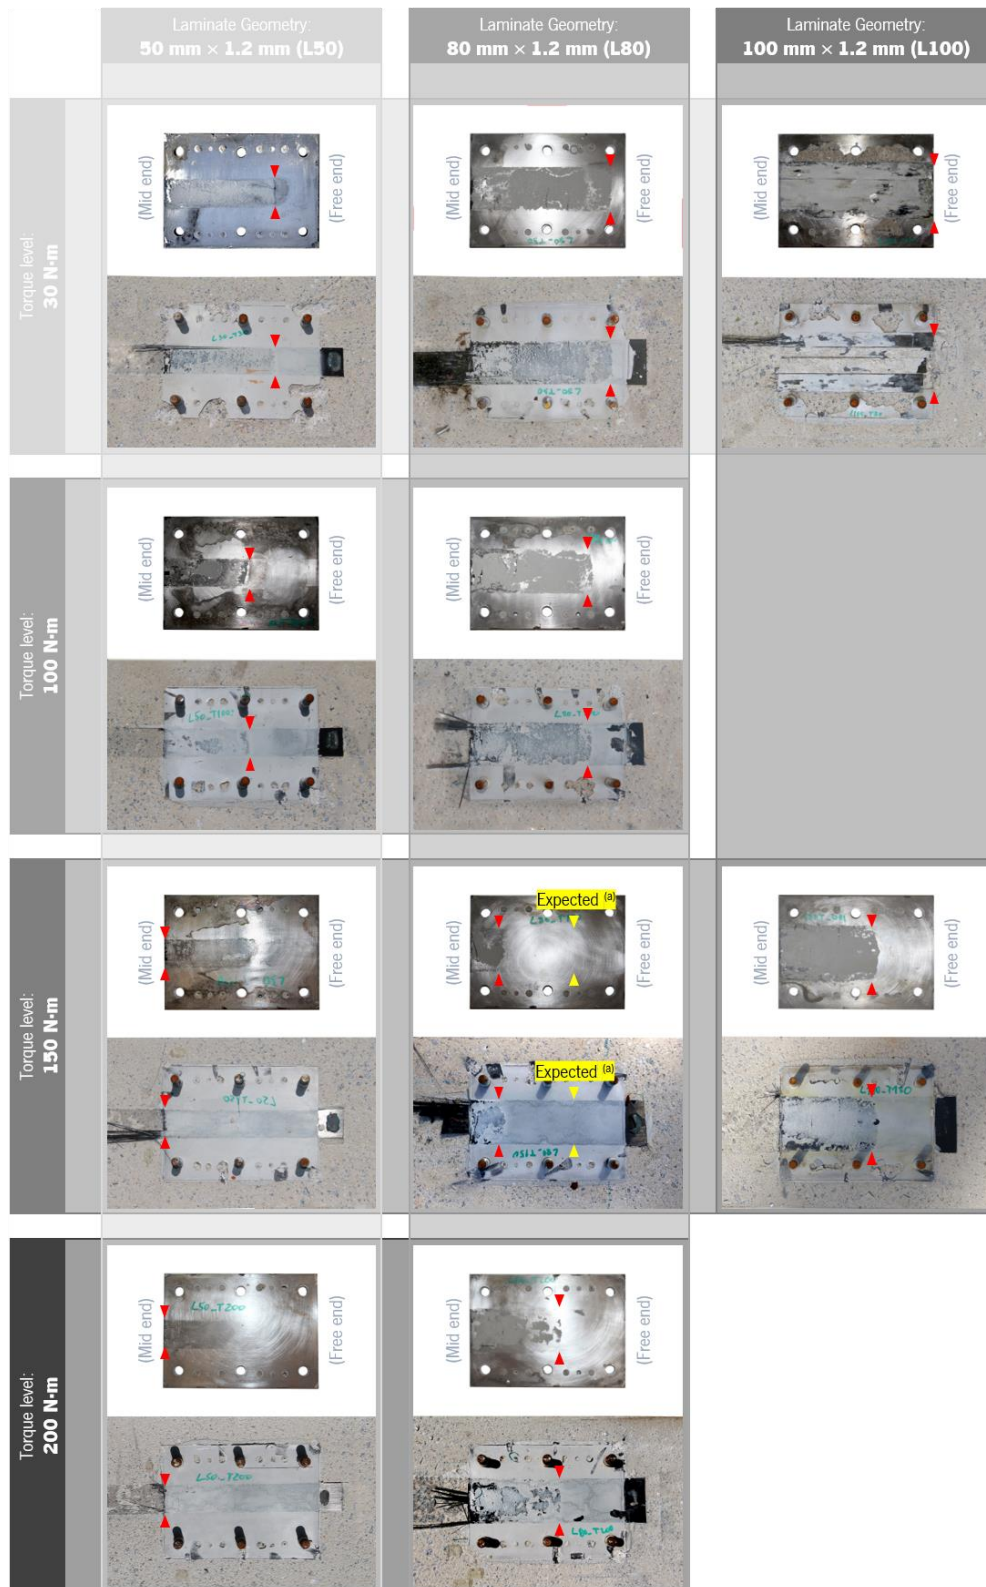 Laminate Geometry:
50 mm × 1.2 mm (L50)
Laminate Geometry:
80 mm × 1.2 mm (L80)
Laminate Geometry:
100 mm × 1.2 mm (L100)
Torque level:
30 N·m
(Mid end)
(Free end)
(Mid end)
(Free end)
(Mid end)
(Free end)
Torque level:
100 N·m
(Mid end)
(Free end)
(Mid end)
(Free end)
L50_T100
Torque level:
150 N·m
(Mid end)
(Free end)
(Mid end)
Expected (a)
(Free end)
(Mid end)
(Free end)
Expected (a)
L80-T150
Torque level:
200 N·m
(Mid end)
L50_T200
(Free end)
(Mid end)
(Free end)
L50_T200
L80_T200